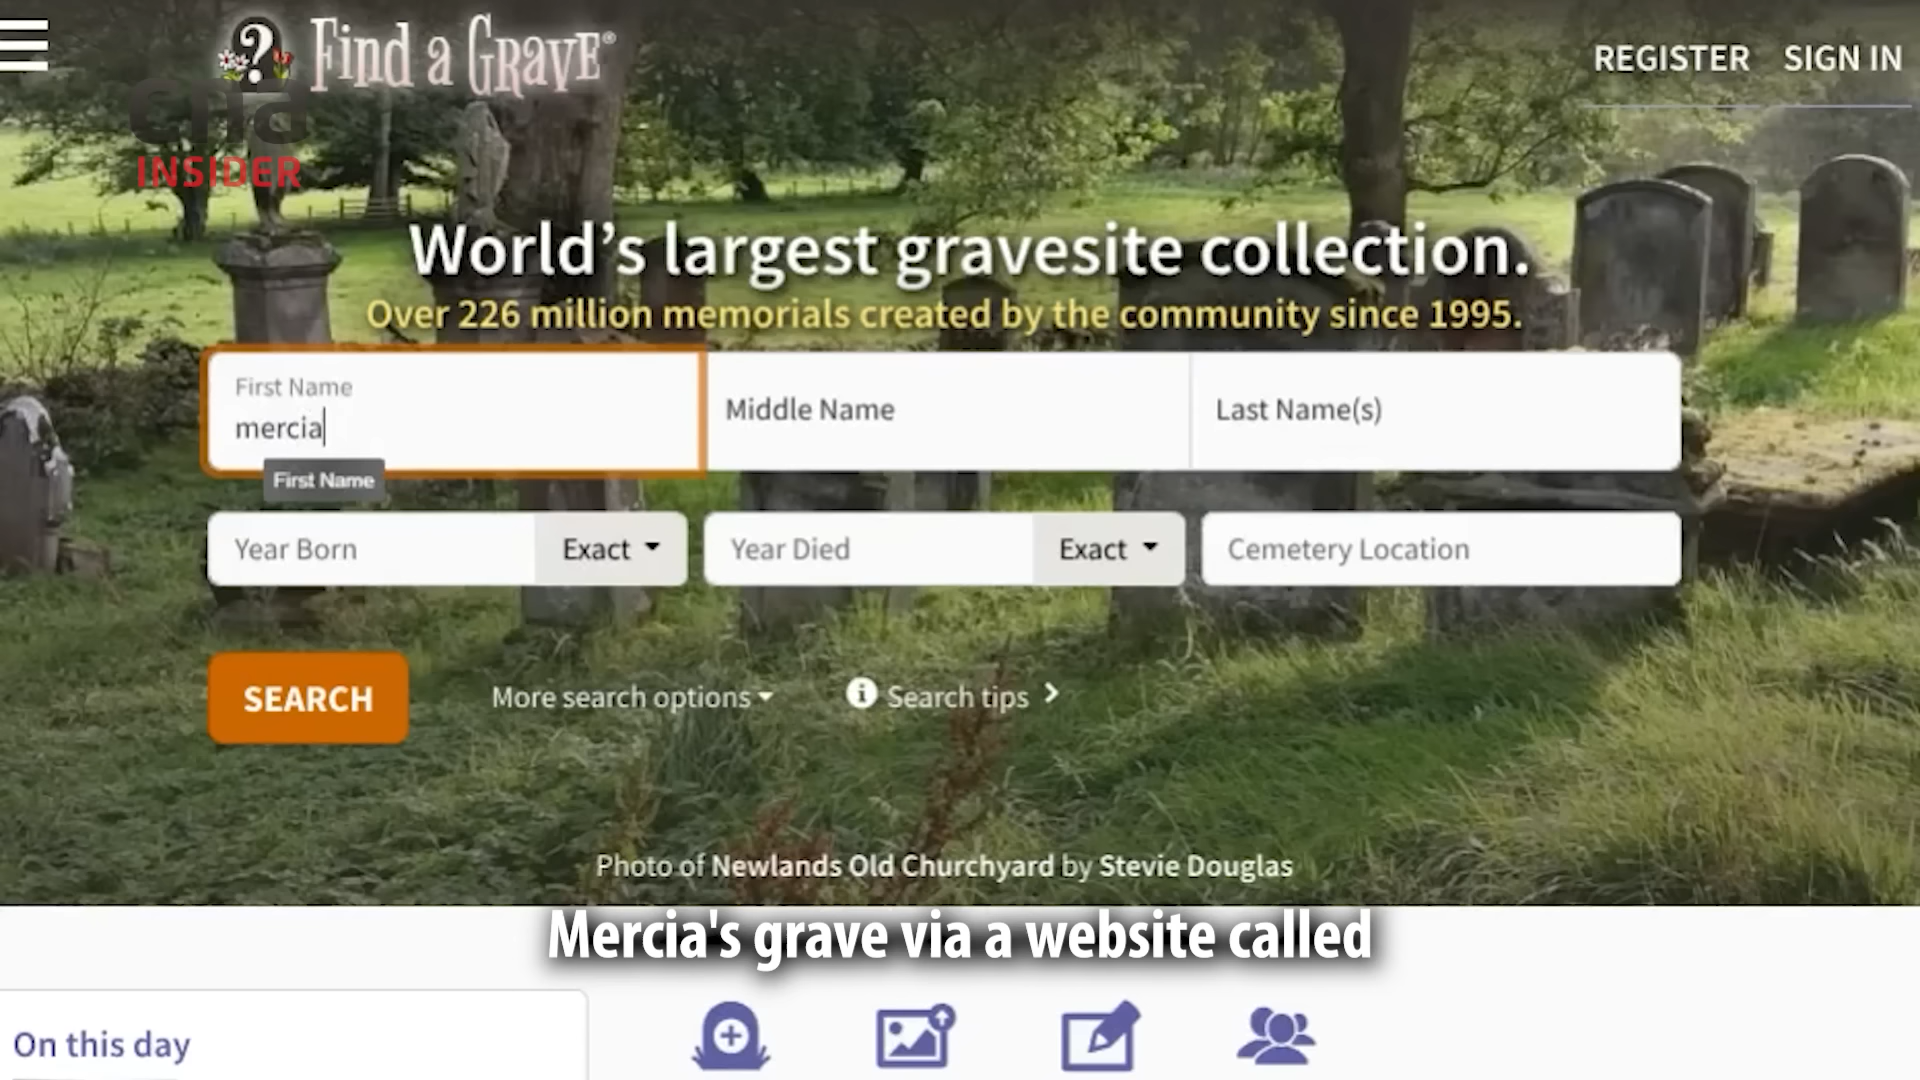 Find a Grave®
REGISTER SIGN IN
cna
INSIDER
World's largest gravesite collection.
Over 226 million memorials created by the community since 1995.
First Name
mercia
Middle Name
Last Name(s)
First Name
Year Born
Exact
Year Died
Exact
Cemetery Location
SEARCH
More search options
Search tips
Photo of Newlands Old Churchyard by Stevie Douglas
Mercia's grave via a website called
On this day